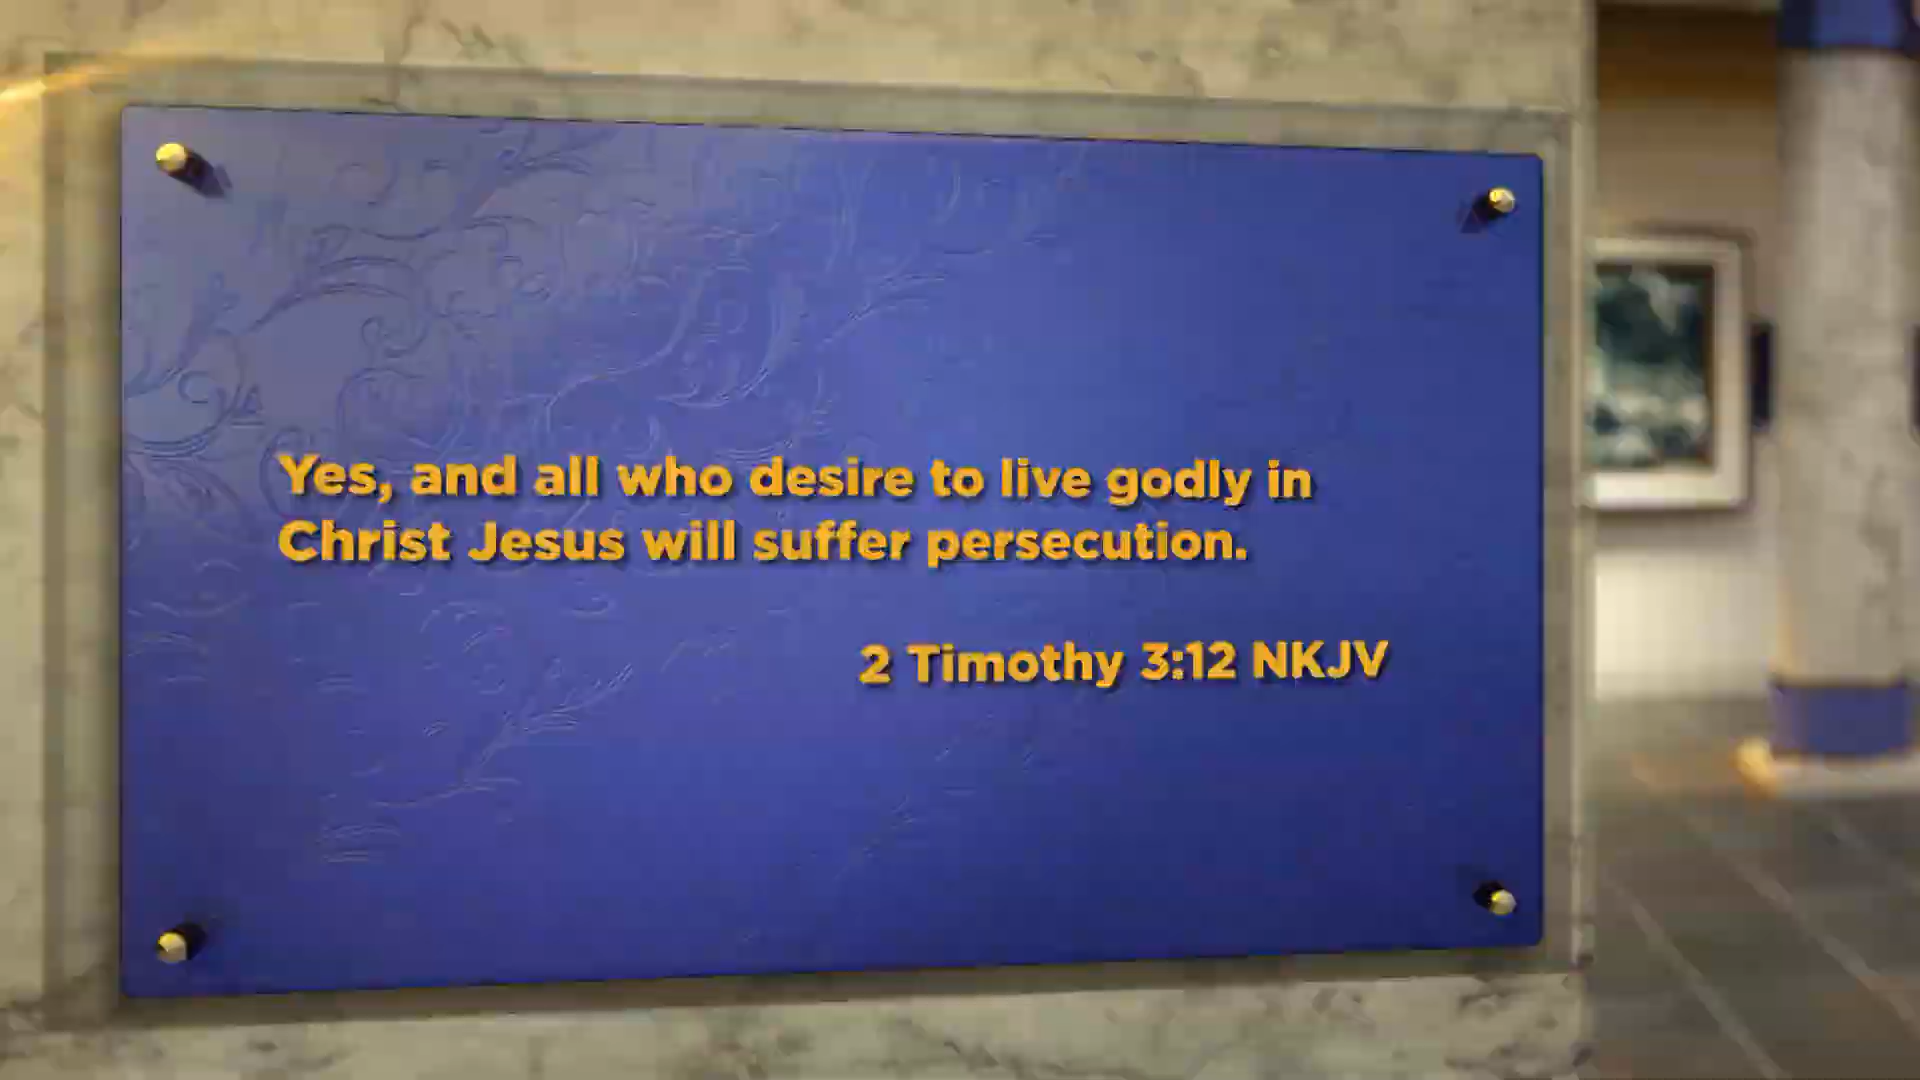 Yes, and all who desire to live godly in
Christ Jesus will suffer persecution.
2 Timothy 3:12 NKJV